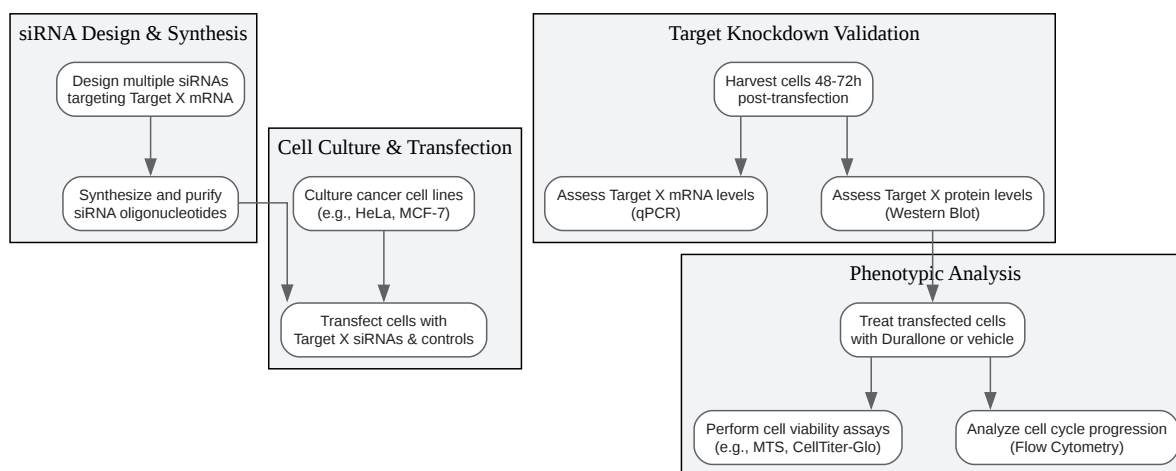 siRNA Design & Synthesis
Design multiple siRNAs
targeting Target X mRNA
Synthesize and purify
siRNA oligonucleotides
Cell Culture & Transfection
Culture cancer cell lines
(e.g., HeLa, MCF-7)
Transfect cells with
Target X siRNAs & controls
Target Knockdown Validation
Harvest cells 48-72h
post-transfection
Assess Target X mRNA levels
(qPCR)
Assess Target X protein levels
(Western Blot)
Phenotypic Analysis
Treat transfected cells
with Durallone or vehicle
Perform cell viability assays
(e.g., MTS, CellTiter-Glo)
Analyze cell cycle progression
(Flow Cytometry)